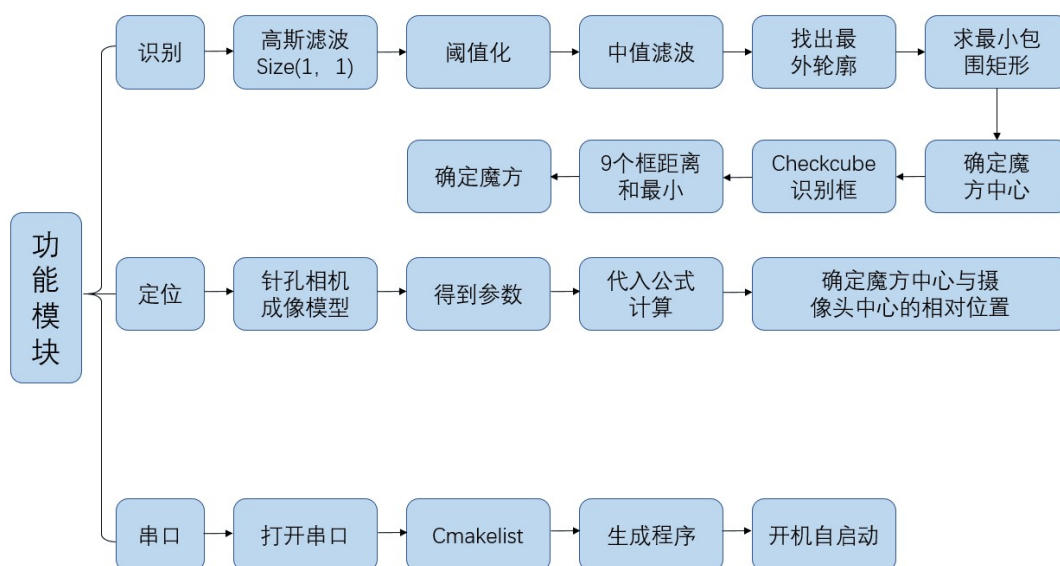 功
能
模
块
识别
高斯滤波
Size(1，1)
阈值化
中值滤波
找出最
外轮廓
求最小包
围矩形
确定魔
方中心
Checkcube
识别框
9个框距离
和最小
确定魔方
定位
针孔相机
成像模型
得到参数
代入公式
计算
确定魔方中心与摄
像头中心的相对位置
串口
打开串口
Cmakelist
生成程序
开机自启动